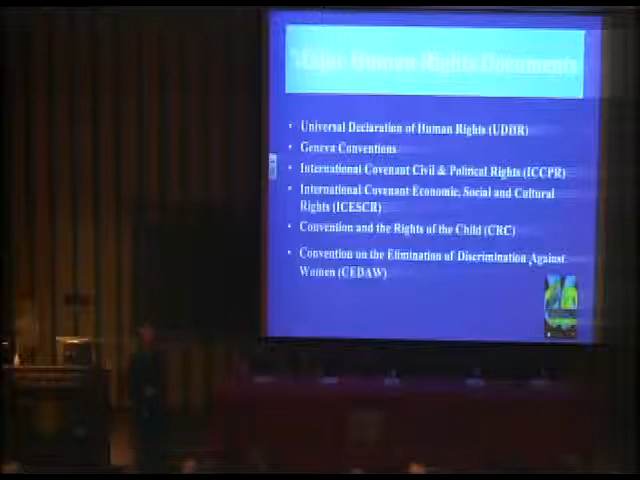 Major Human Rights Documents
• Universal Declaration of Human Rights (UDHR)
• Geneva Conventions
• International Covenant Civil & Political Rights (ICCPR)
• International Covenant Economic, Social and Cultural
Rights (ICESCR)
• Convention and the Rights of the Child (CRC)
• Convention on the Elimination of Discrimination Against
Women (CEDAW)